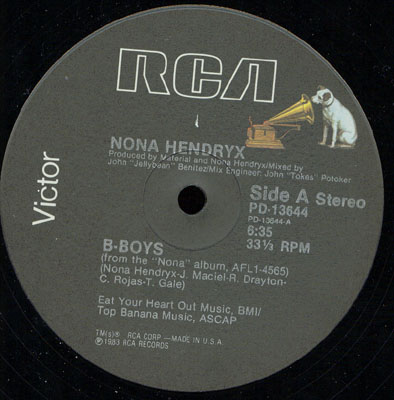 RCA
Victor
NONA HENDRYX
Produced by Material and Nona Hendryx/Mixed by
John "Jellybean" Benitez/Mix Engineer: John "Tokes" Potoker
Side A Stereo
PD-13644
PD-13644-A
6:35
33⅓ RPM
B-BOYS
(from the "Nona" album, AFL1-4565)
(Nona Hendryx-J. Maciel-R. Drayton-
C. Rojas-T. Gale)
Eat Your Heart Out Music, BMI/
Top Banana Music, ASCAP
TM(s)® RCA CORP.—MADE IN U.S.A.
℗1983 RCA RECORDS